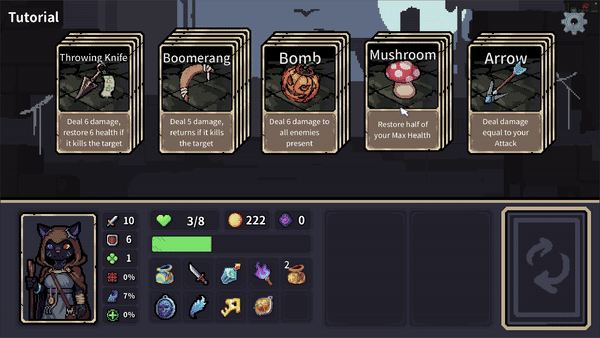 Tutorial
Throwing Knife
Deal 6 damage,
restore 6 health if
it kills the target
Boomerang
Deal 5 damage,
returns if it kills
the target
Bomb
Deal 6 damage to
all enemies
present
Mushroom
Restore half of
your Max Health
Arrow
Deal damage
equal to your
Attack
10
6
1
0%
7%
0%
3/8
222
0
2